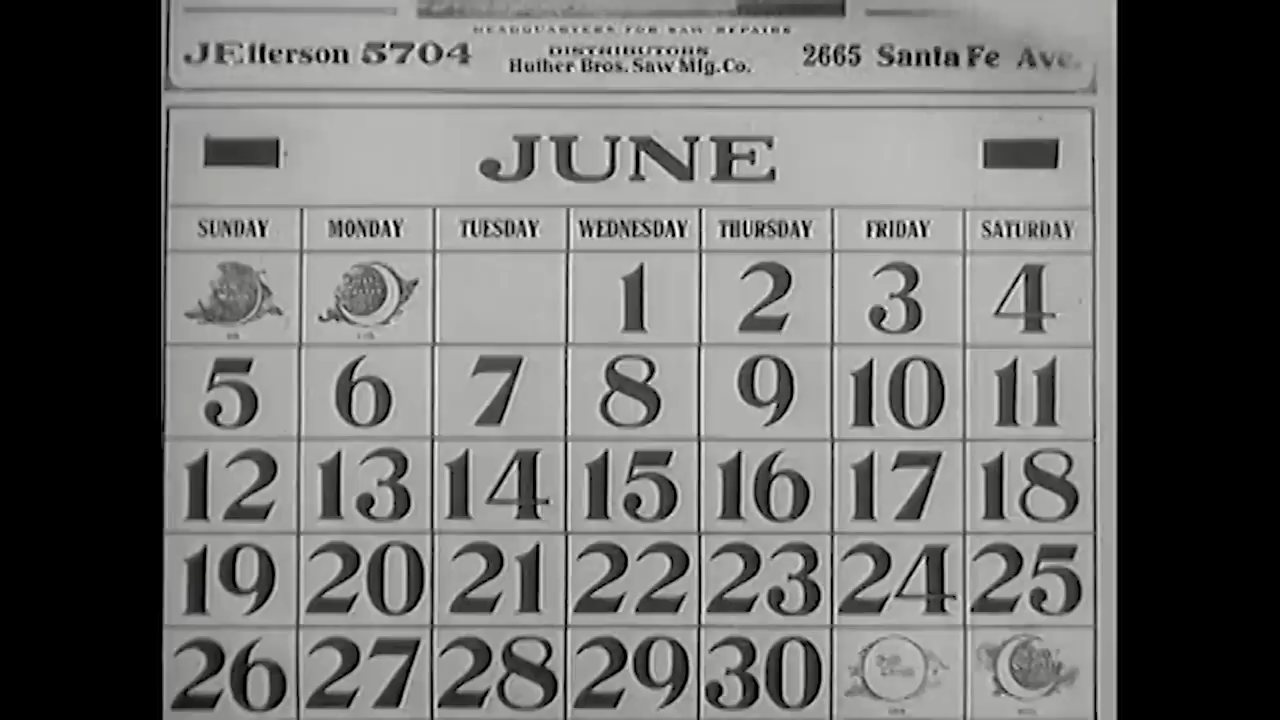 HEADQUARTERS FOR SAW REPAIRS
JEfferson 5704 DISTRIBUTORS 2665 Santa Fe Ave.
Huther Bros. Saw Mfg. Co.
JUNE
SUNDAY MONDAY TUESDAY WEDNESDAY THURSDAY FRIDAY SATURDAY
1 2 3 4
5 6 7 8 9 10 11
12 13 14 15 16 17 18
19 20 21 22 23 24 25
26 27 28 29 30